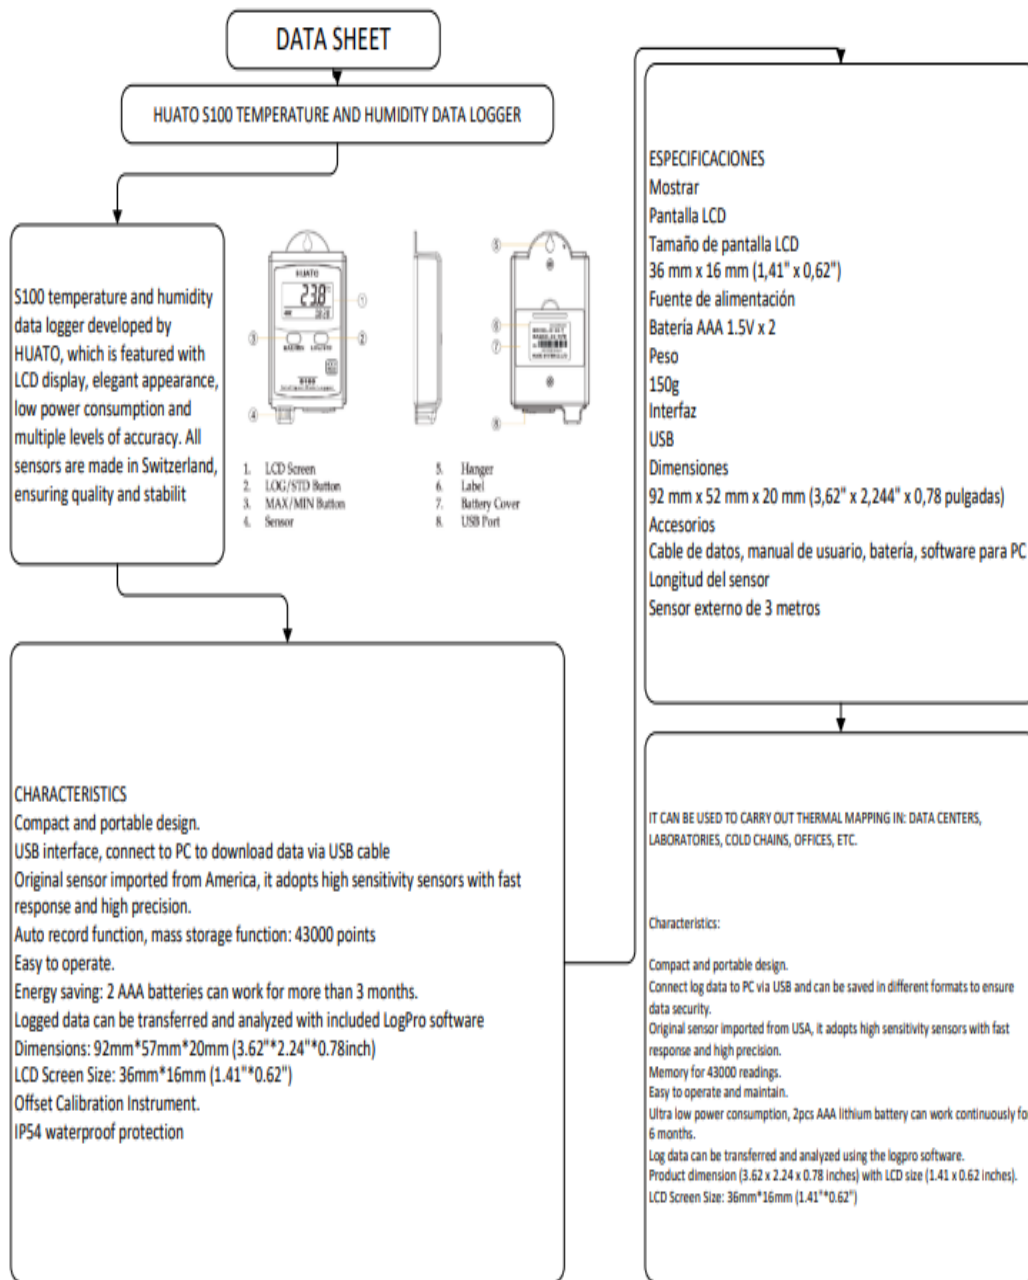 DATA SHEET
HUATO S100 TEMPERATURE AND HUMIDITY DATA LOGGER
S100 temperature and humidity
data logger developed by
HUATO, which is featured with
LCD display, elegant appearance,
low power consumption and
multiple levels of accuracy. All
sensors are made in Switzerland,
ensuring quality and stabilit
HUATO
23.8
MAX/MIN
LOG/STD
S100
1
2
3
4
5
6
7
8
1. LCD Screen
2. LOG/STD Button
3. MAX/MIN Button
4. Sensor
5. Hanger
6. Label
7. Battery Cover
8. USB Port
CHARACTERISTICS
Compact and portable design.
USB interface, connect to PC to download data via USB cable
Original sensor imported from America, it adopts high sensitivity sensors with fast
response and high precision.
Auto record function, mass storage function: 43000 points
Easy to operate.
Energy saving: 2 AAA batteries can work for more than 3 months.
Logged data can be transferred and analyzed with included LogPro software
Dimensions: 92mm*57mm*20mm (3.62"*2.24"*0.78inch)
LCD Screen Size: 36mm*16mm (1.41"*0.62")
Offset Calibration Instrument.
IP54 waterproof protection
ESPECIFICACIONES
Mostrar
Pantalla LCD
Tamaño de pantalla LCD
36 mm x 16 mm (1,41" x 0,62")
Fuente de alimentación
Batería AAA 1.5V x 2
Peso
150g
Interfaz
USB
Dimensiones
92 mm x 52 mm x 20 mm (3,62" x 2,244" x 0,78 pulgadas)
Accesorios
Cable de datos, manual de usuario, batería, software para PC
Longitud del sensor
Sensor externo de 3 metros
IT CAN BE USED TO CARRY OUT THERMAL MAPPING IN: DATA CENTERS,
LABORATORIES, COLD CHAINS, OFFICES, ETC.
Characteristics:
Compact and portable design.
Connect log data to PC via USB and can be saved in different formats to ensure
data security.
Original sensor imported from USA, it adopts high sensitivity sensors with fast
response and high precision.
Memory for 43000 readings.
Easy to operate and maintain.
Ultra low power consumption, 2pcs AAA lithium battery can work continuously fo
6 months.
Log data can be transferred and analyzed using the logpro software.
Product dimension (3.62 x 2.24 x 0.78 inches) with LCD size (1.41 x 0.62 inches).
LCD Screen Size: 36mm*16mm (1.41"*0.62")